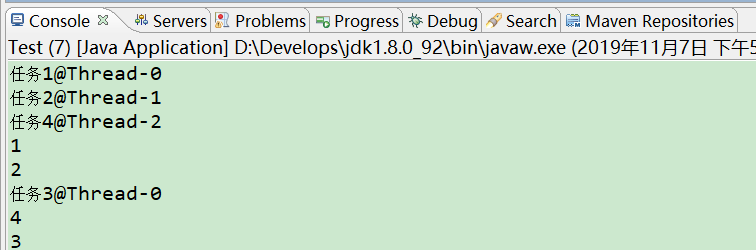 Console Servers Problems Progress Debug Search Maven Repositories
Test (7) [Java Application] D:\Develops\jdk1.8.0_92\bin\javaw.exe (2019年11月7日 下午5
任务1@Thread-0
任务2@Thread-1
任务4@Thread-2
1
2
任务3@Thread-0
4
3